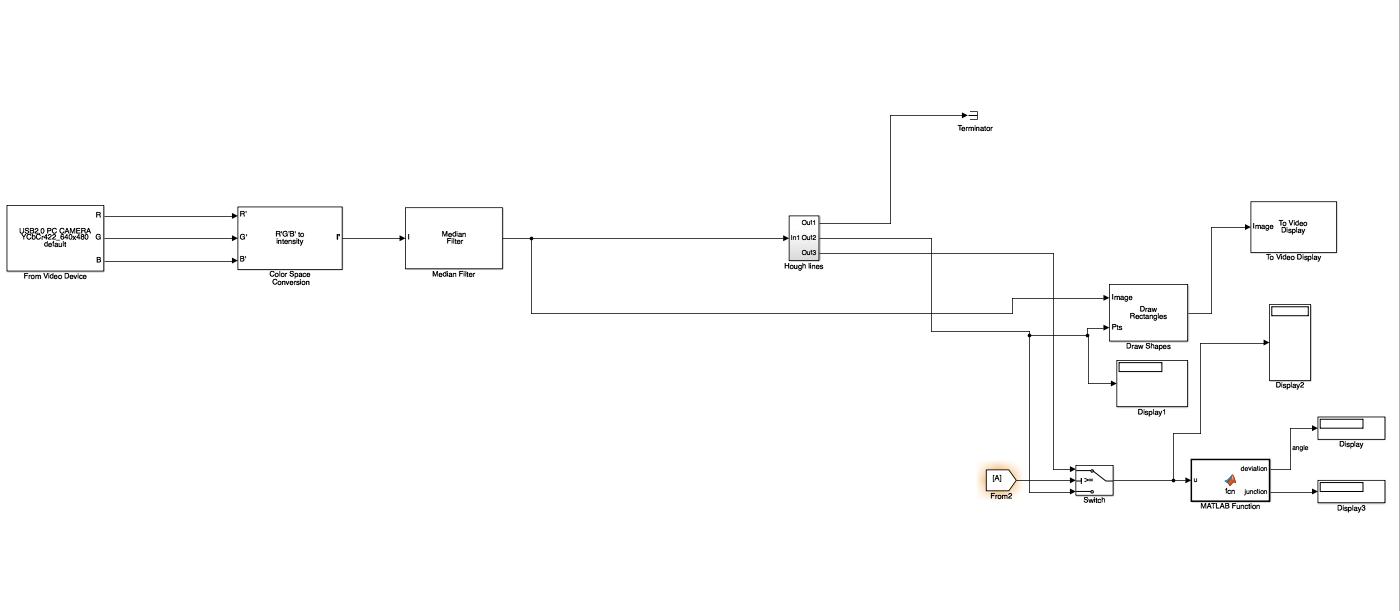 Terminator
USB2.0 PC CAMERA
YCbCr422_640x480
default
R
G
B
From Video Device
R'
G'
B'
R'G'B' to
intensity
I'
Color Space
Conversion
I
Median
Filter
Median Filter
In1
Out1
Out2
Out3
Hough lines
Image
To Video
Display
To Video Display
Image
Pts
Draw
Rectangles
Draw Shapes
Display1
Display2
[A]
From2
>=
Switch
u
fcn
deviation
junction
MATLAB Function
angle
Display
Display3